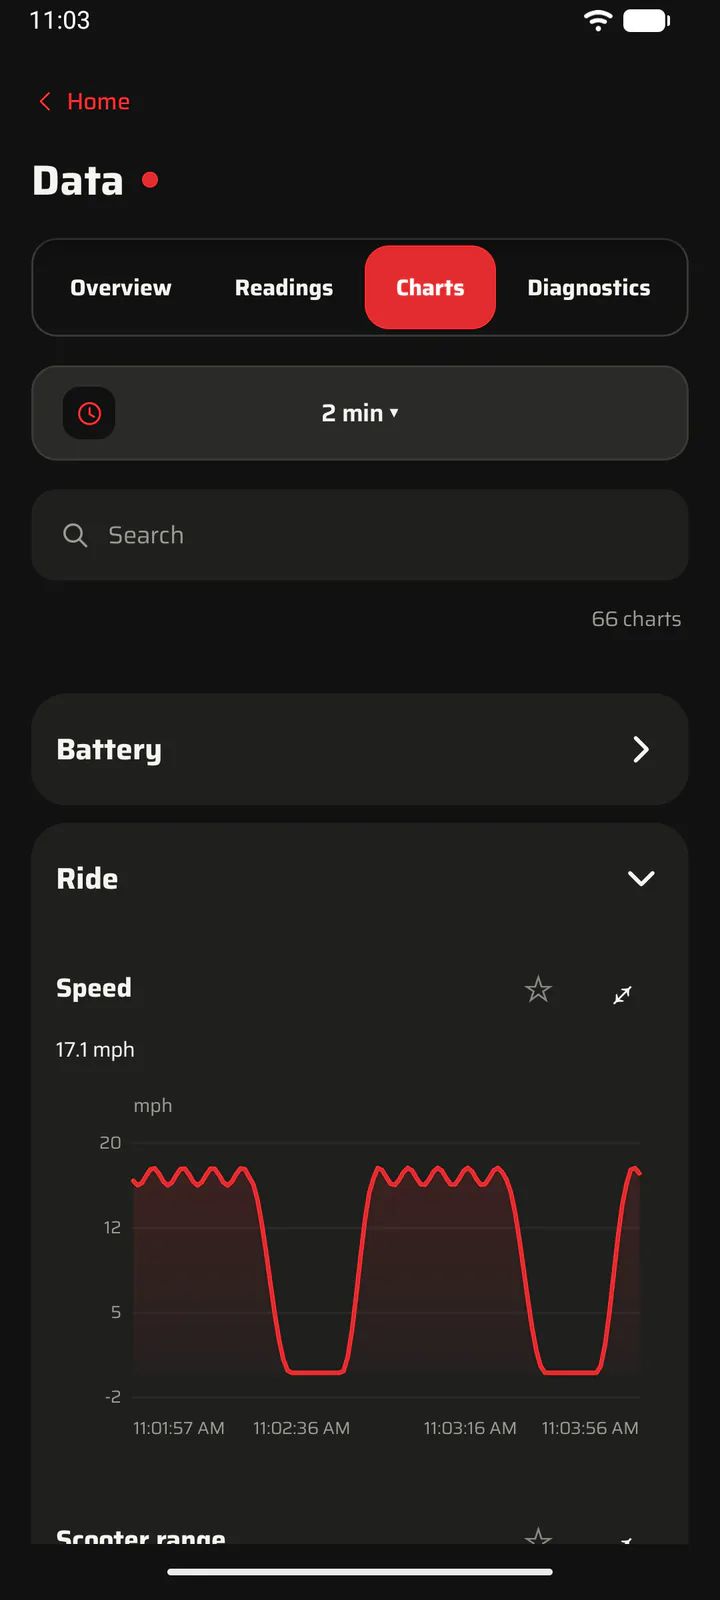 11:03
Home
Data
Overview Readings Charts Diagnostics
2 min ▾
Search
66 charts
Battery
Ride
Speed
17.1 mph
mph
20
12
5
-2
11:01:57 AM 11:02:36 AM 11:03:16 AM 11:03:56 AM
Scooter range